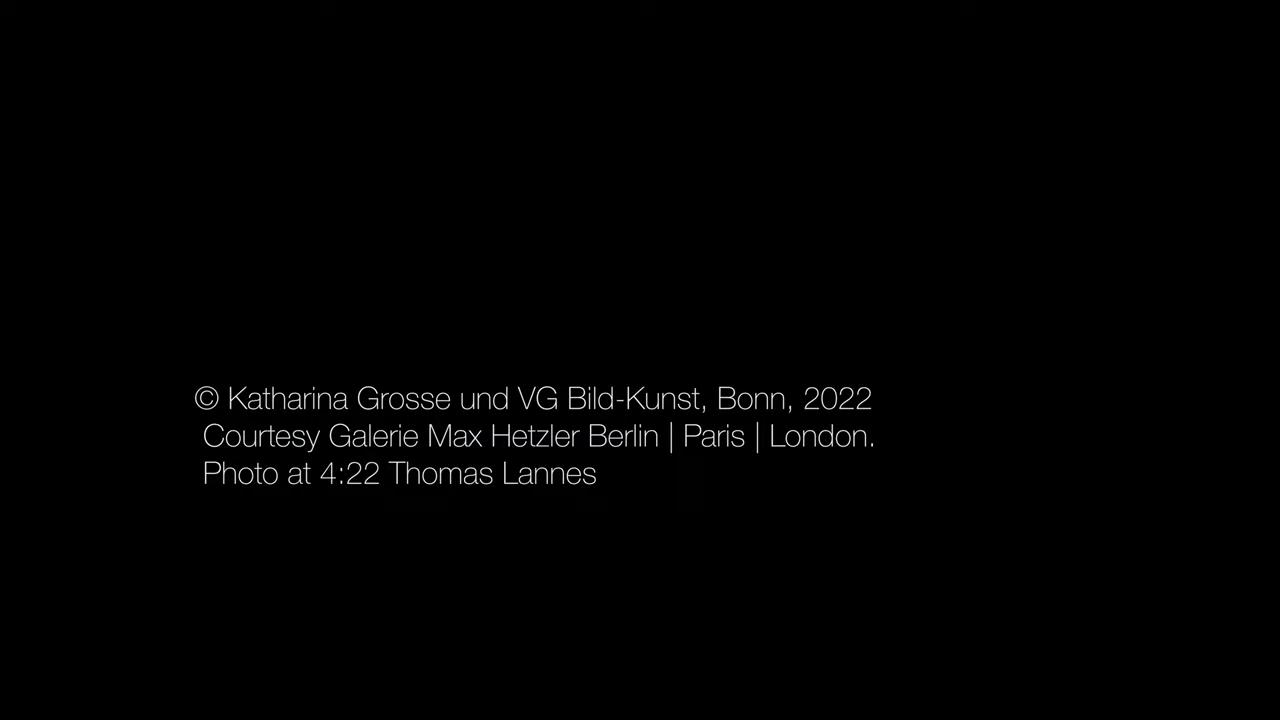 © Katharina Grosse und VG Bild-Kunst, Bonn, 2022
Courtesy Galerie Max Hetzler Berlin | Paris | London.
Photo at 4:22 Thomas Lannes